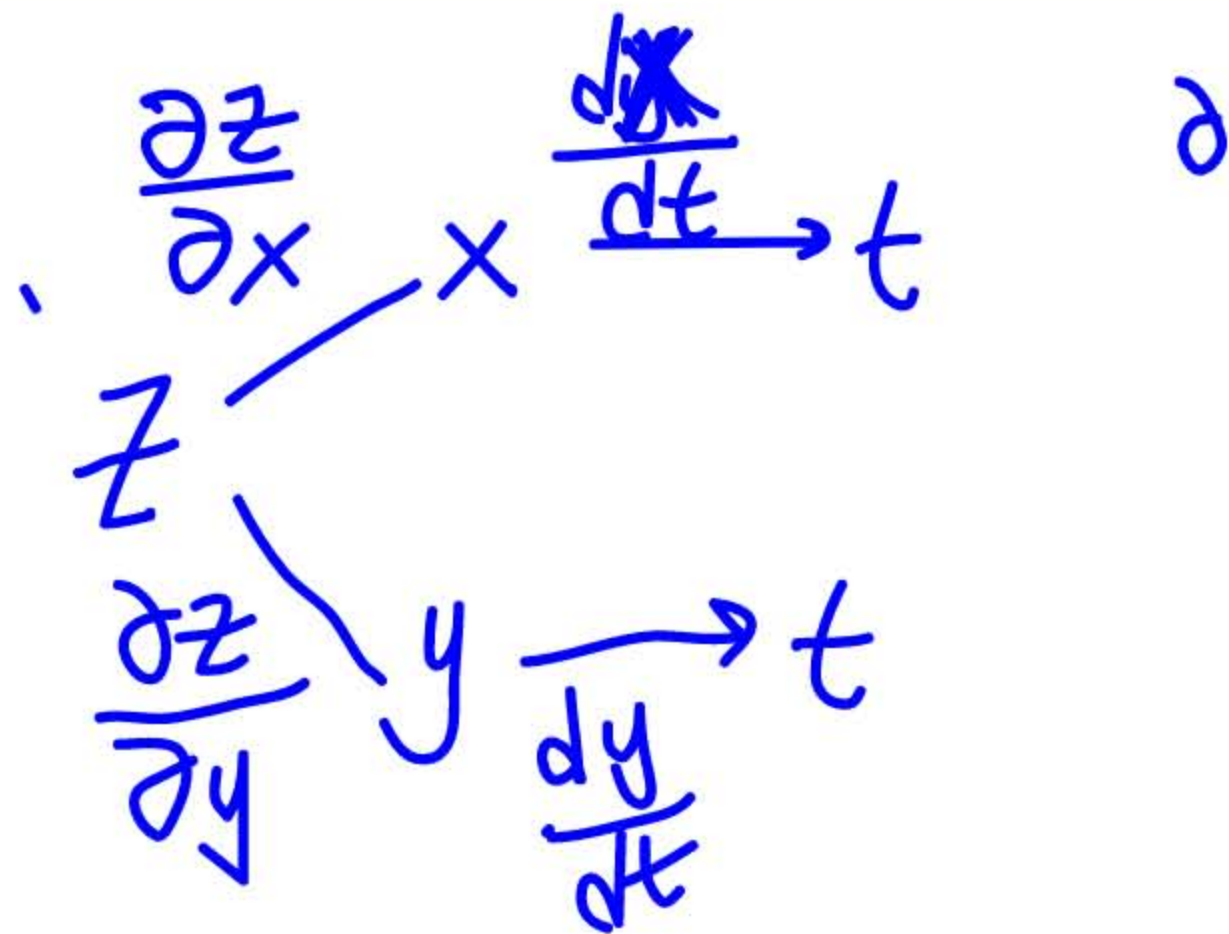 ∂z/∂x
dx/dt
∂
x → t
z
y → t
∂z/∂y
dy/dt